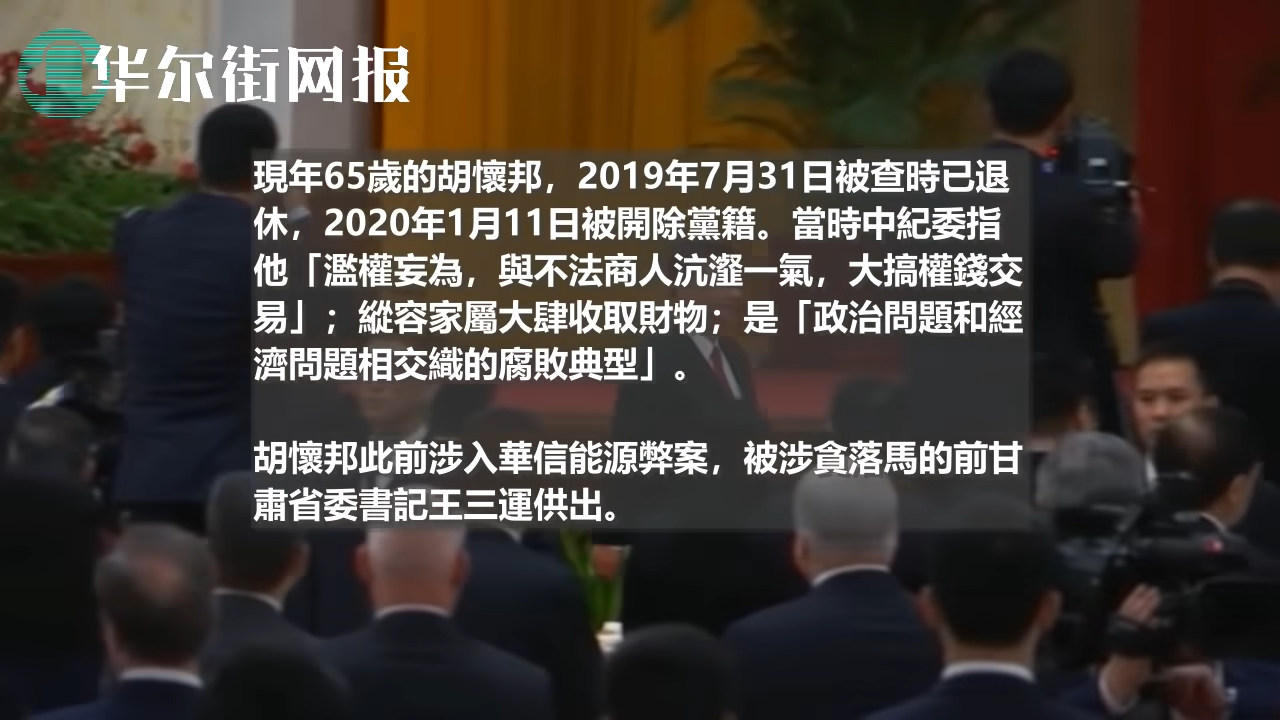 华尔街网报
現年65歲的胡懷邦，2019年7月31日被查時已退
休，2020年1月11日被開除黨籍。當時中紀委指
他「濫權妄為，與不法商人沆瀣一氣，大搞權錢交
易」；縱容家屬大肆收取財物；是「政治問題和經
濟問題相交織的腐敗典型」。
胡懷邦此前涉入華信能源弊案，被涉貪落馬的前甘
肅省委書記王三運供出。